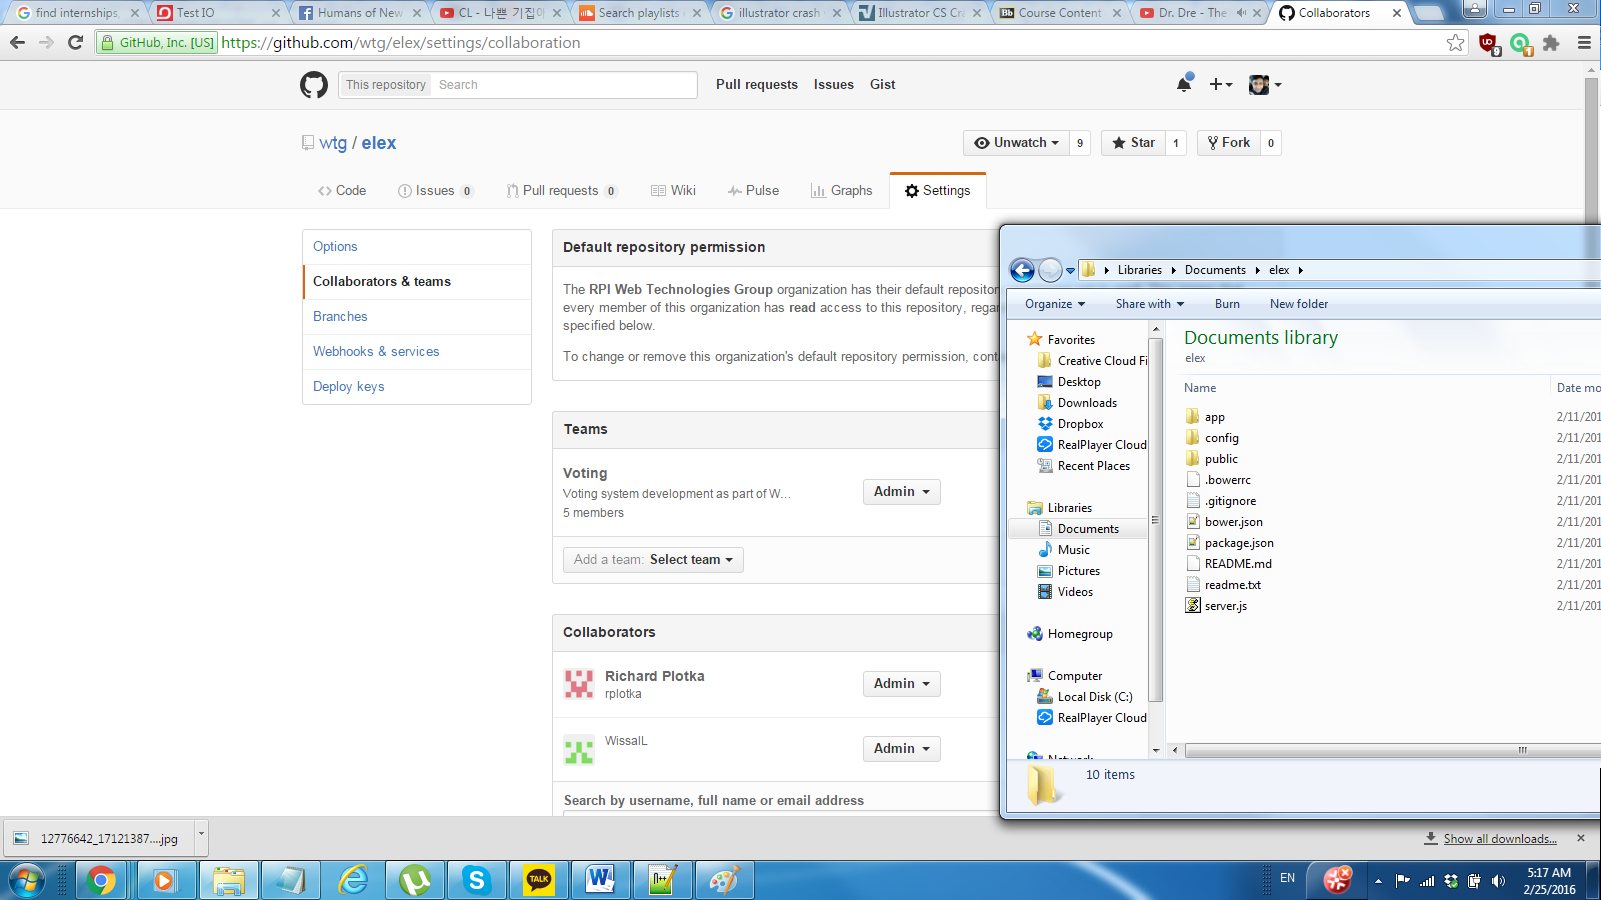 find internships,
Test IO
Humans of New
CL - 나쁜 기집애
Search playlists
illustrator crash
Illustrator CS Cra
Course Content
Dr. Dre - The
Collaborators
GitHub, Inc. [US]
https://github.com/wtg/elex/settings/collaboration
This repository
Search
Pull requests
Issues
Gist
wtg / elex
Unwatch
9
Star
1
Fork
0
Code
Issues 0
Pull requests 0
Wiki
Pulse
Graphs
Settings
Options
Collaborators & teams
Branches
Webhooks & services
Deploy keys
Default repository permission
The RPI Web Technologies Group organization has their default repositor
every member of this organization has read access to this repository, regar
specified below.
To change or remove this organization's default repository permission, cont
Teams
Voting
Voting system development as part of W...
5 members
Admin
Add a team: Select team
Collaborators
Richard Plotka
rplotka
Admin
WissalL
Admin
Search by username, full name or email address
Libraries
Documents
elex
Organize
Share with
Burn
New folder
Favorites
Creative Cloud Fi
Desktop
Downloads
Dropbox
RealPlayer Cloud
Recent Places
Libraries
Documents
Music
Pictures
Videos
Homegroup
Computer
Local Disk (C:)
RealPlayer Cloud
Network
Documents library
elex
Name
Date mo
app
2/11/201
config
2/11/201
public
2/11/201
.bowerrc
2/11/201
.gitignore
2/11/201
bower.json
2/11/201
package.json
2/11/201
README.md
2/11/201
readme.txt
2/11/201
server.js
2/11/201
10 items
12776642_17121387....jpg
Show all downloads...
TALK
EN
5:17 AM
2/25/2016